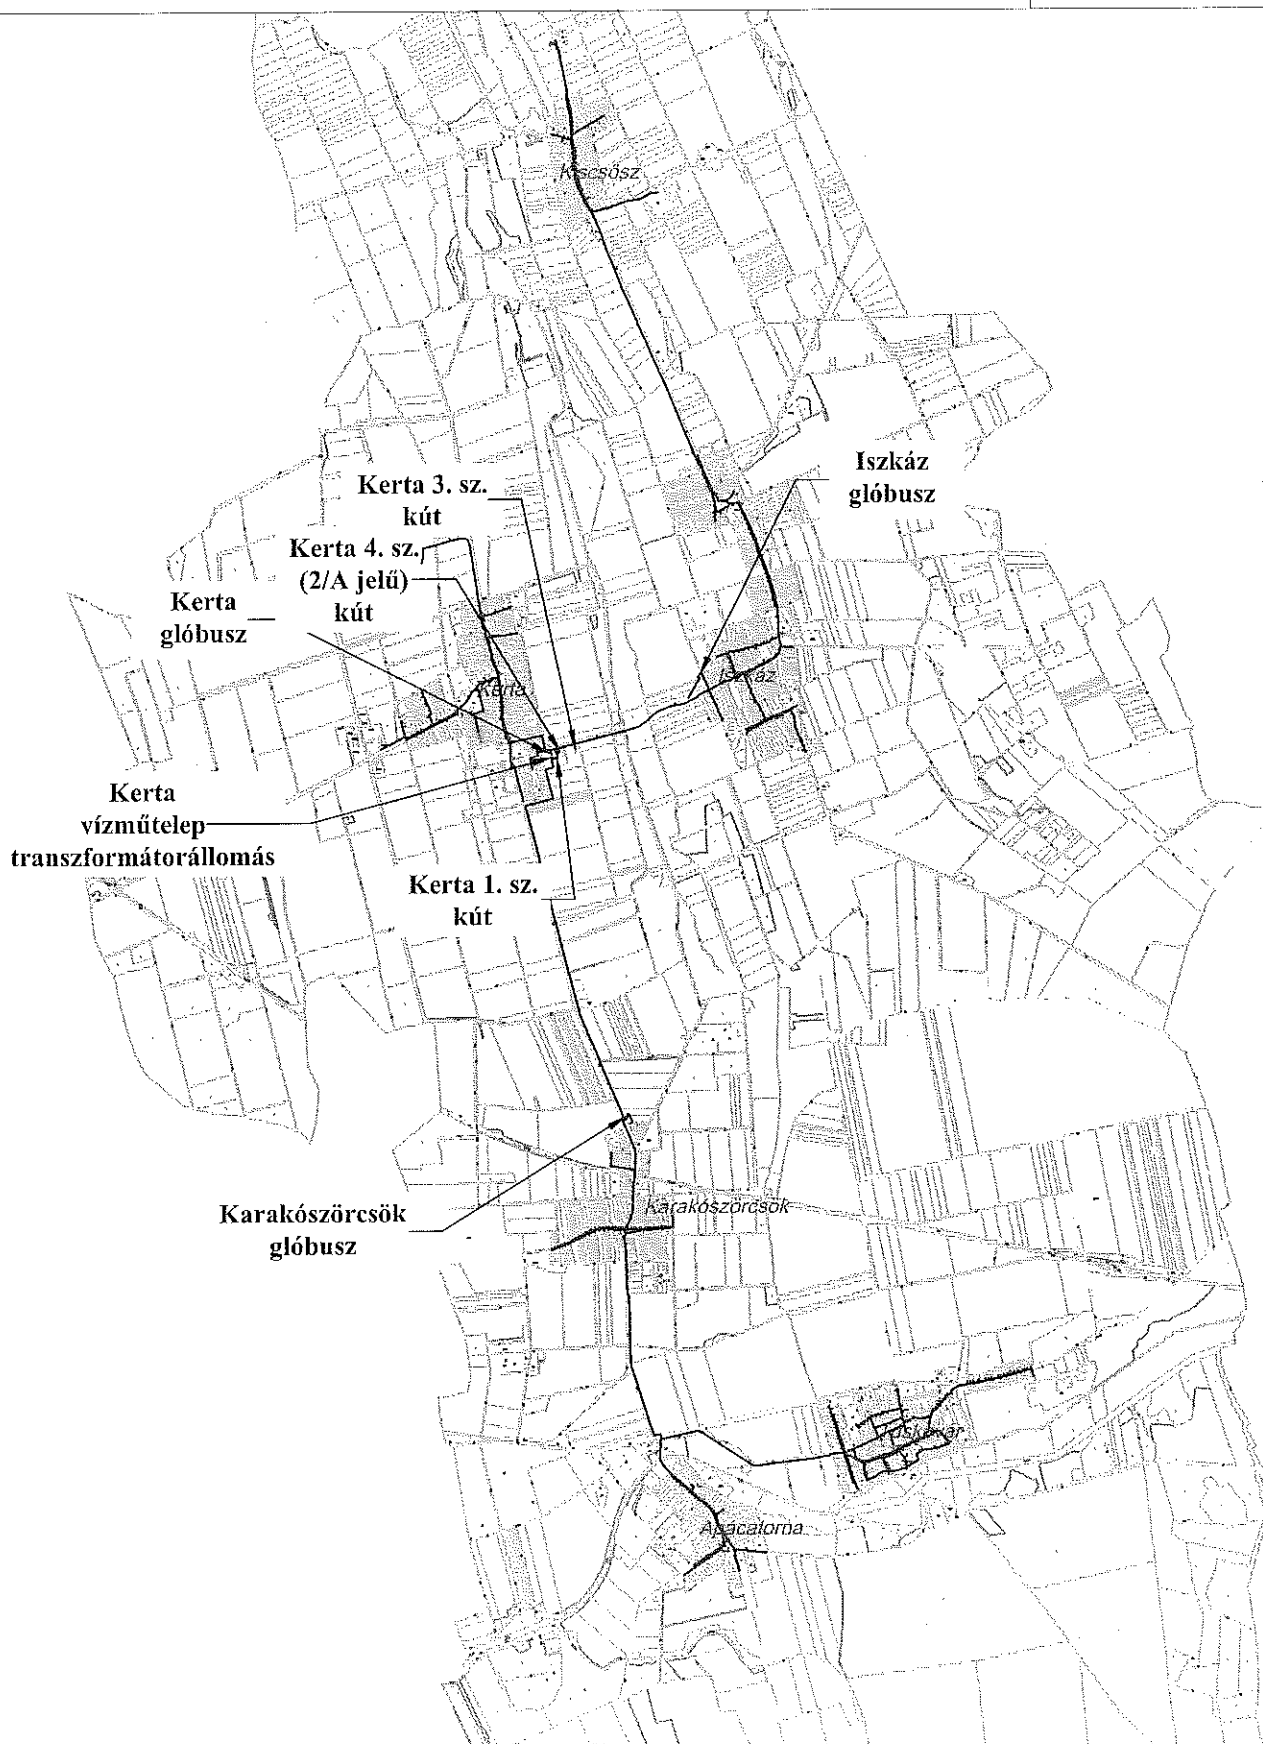 Kiscsősz
Iszkáz
glóbusz
Kerta 3. sz.
kút
Kerta 4. sz.
(2/A jelű)
kút
Kerta
glóbusz
Kerta
Iszkáz
Kerta
vízműtelep
transzformátorállomás
Kerta 1. sz.
kút
Karakószörcsök
glóbusz
Karakószörcsök
Apácatorna